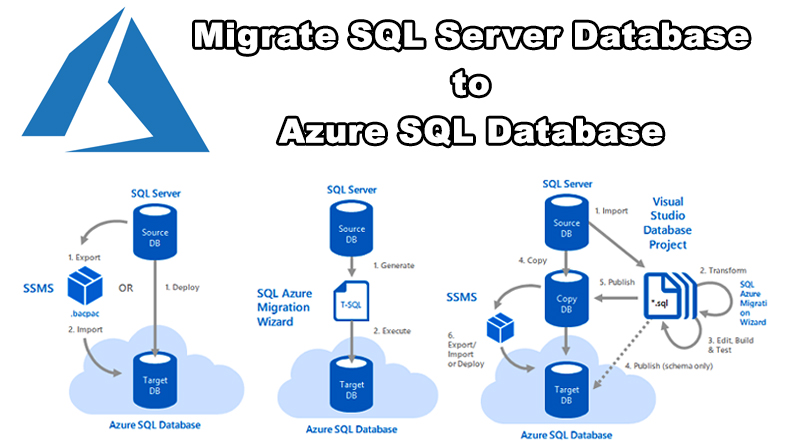 Migrate SQL Server Database
to
Azure SQL Database
SQL Server
Source
DB
1. Export
SSMS
OR
1. Deploy
.bacpac
2. Import
Target
DB
Azure SQL Database
SQL Server
Source
DB
1. Generate
SQL Azure
Migration
Wizard
T-SQL
2. Execute
Target
DB
Azure SQL Database
SQL Server
Source
DB
1. Import
Visual
Studio
Database
Project
4. Copy
5. Publish
2. Transform
SQL
Azure
Migrati
on
Wizard
*.sql
SSMS
Copy
DB
6.
Export/
Import
or Deploy
3. Edit, Build
& Test
4. Publish (schema only)
Target
DB
Azure SQL Database